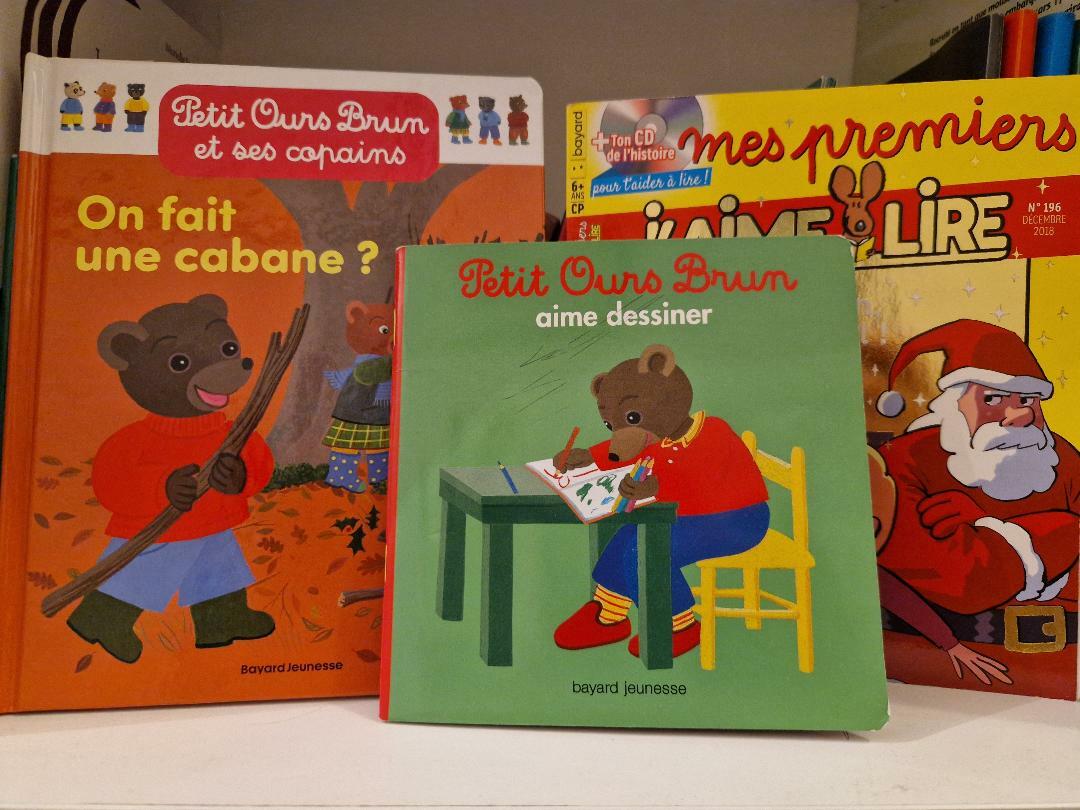 Petit Ours Brun
et ses copains
On fait
une cabane ?
Bayard Jeunesse
Petit Ours Brun
aime dessiner
bayard jeunesse
bayard
6+
ANS
CP
+Ton CD
de l'histoire
pour t'aider à lire !
mes premiers
J'AIME LIRE
N° 196
DÉCEMBRE
2018